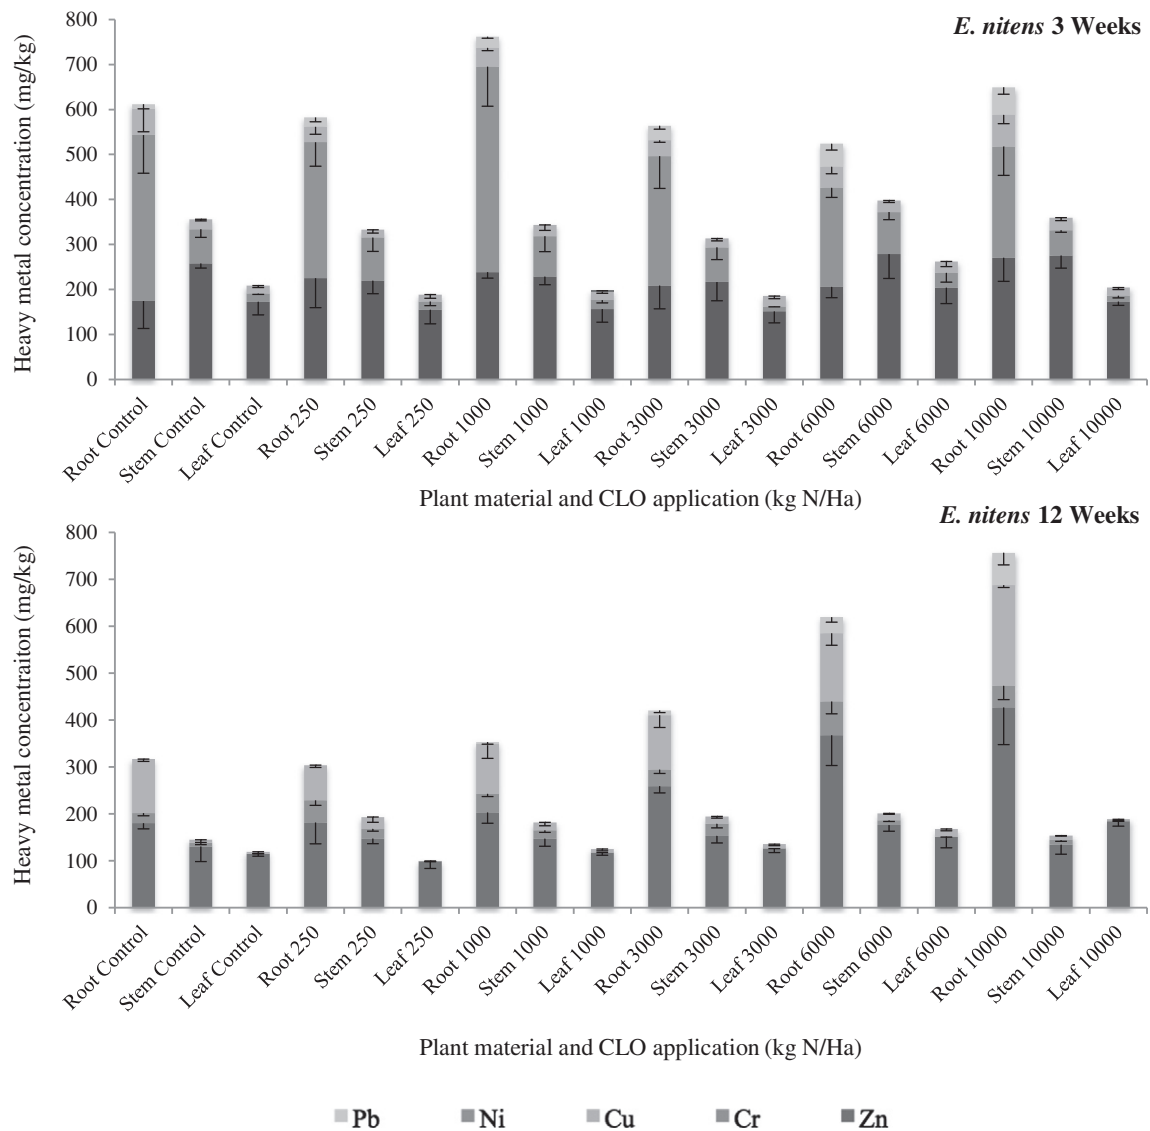 E. nitens 3 Weeks
Heavy metal concentration (mg/kg)
800
700
600
500
400
300
200
100
0
Root Control
Stem Control
Leaf Control
Root 250
Stem 250
Leaf 250
Root 1000
Stem 1000
Leaf 1000
Root 3000
Stem 3000
Leaf 3000
Root 6000
Stem 6000
Leaf 6000
Root 10000
Stem 10000
Leaf 10000
Plant material and CLO application (kg N/Ha)
E. nitens 12 Weeks
Heavy metal concentraiton (mg/kg)
800
700
600
500
400
300
200
100
0
Root Control
Stem Control
Leaf Control
Root 250
Stem 250
Leaf 250
Root 1000
Stem 1000
Leaf 1000
Root 3000
Stem 3000
Leaf 3000
Root 6000
Stem 6000
Leaf 6000
Root 10000
Stem 10000
Leaf 10000
Plant material and CLO application (kg N/Ha)
Pb Ni Cu Cr Zn